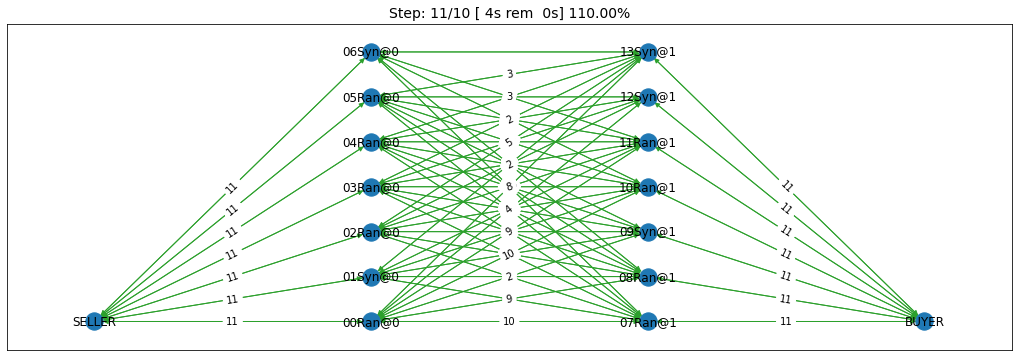 Step: 11/10 [ 4s rem  0s] 110.00%
06Syn@0 13Syn@1
3
05Ran@0 3 12Syn@1
2
04Ran@0 5 11Ran@1
2
03Ran@0 8 10Ran@1
11 11
4
11 11
02Ran@0 9 09Syn@1
11 10 11
01Syn@0 2 08Ran@1
11 11
11 9 11
SELLER 11 00Ran@0 10 07Ran@1 11 BUYER